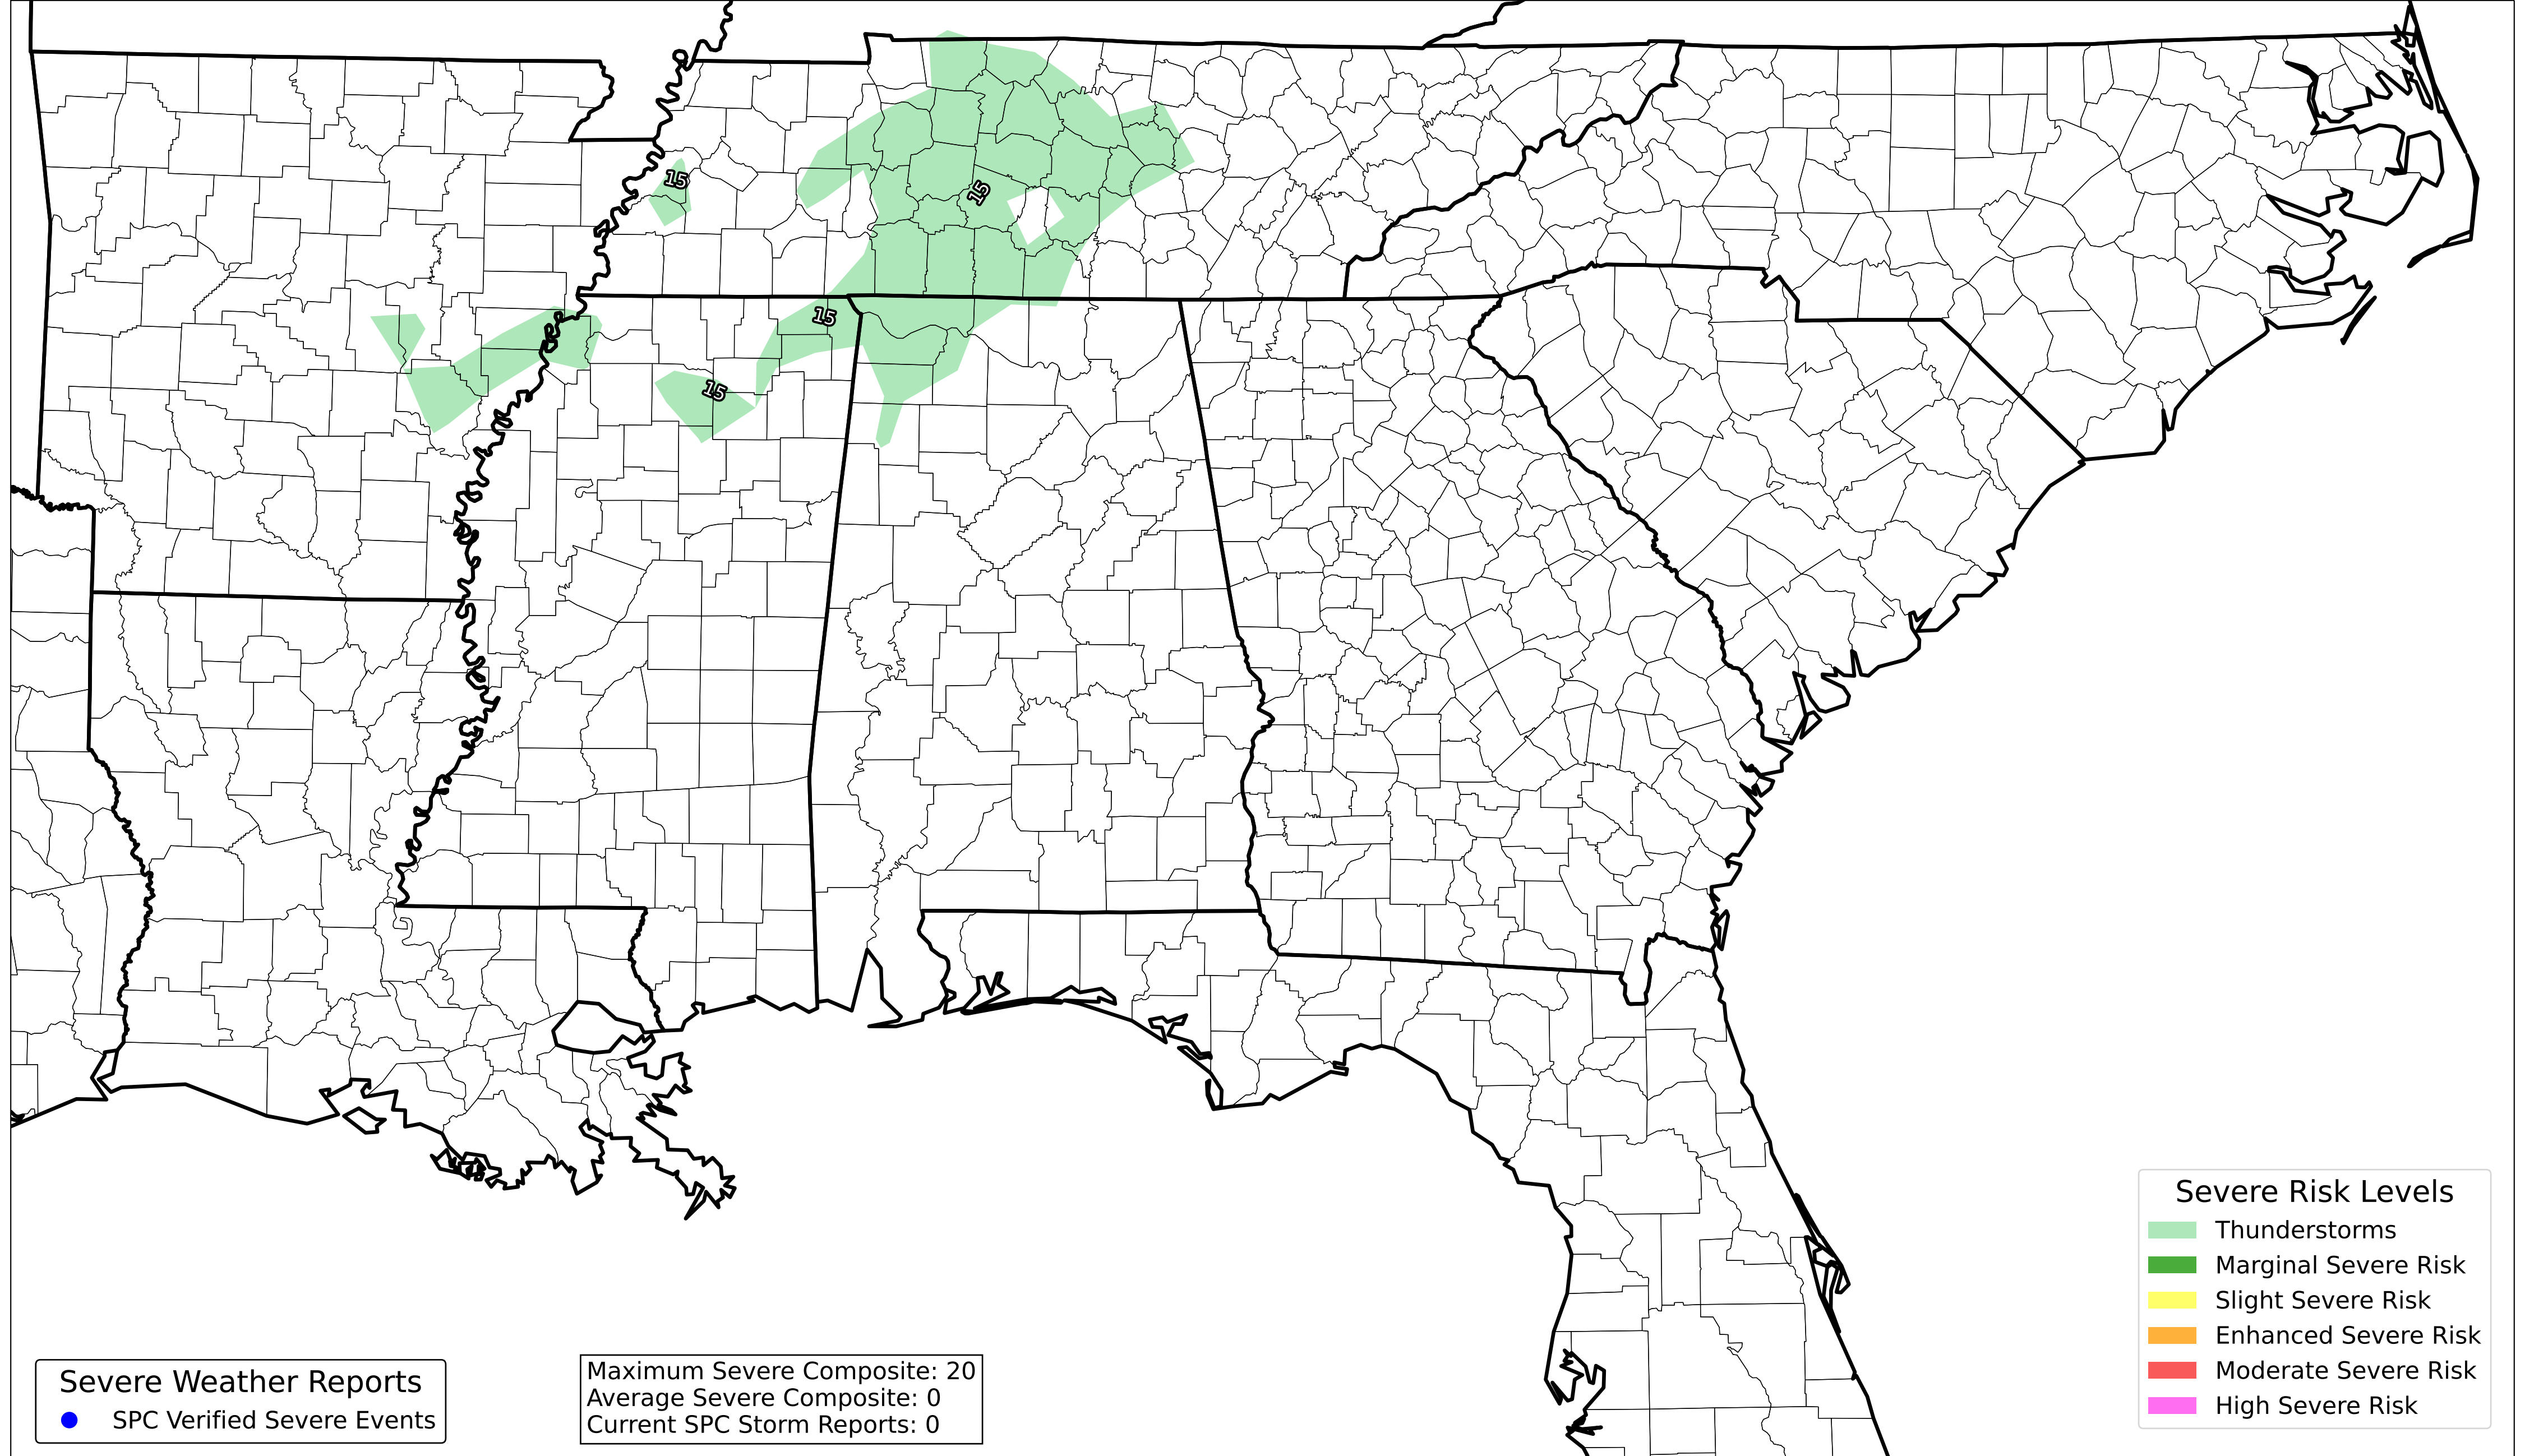 15
15
15
15
Severe Risk Levels
Thunderstorms
Marginal Severe Risk
Slight Severe Risk
Enhanced Severe Risk
Moderate Severe Risk
High Severe Risk
Severe Weather Reports
SPC Verified Severe Events
Maximum Severe Composite: 20
Average Severe Composite: 0
Current SPC Storm Reports: 0